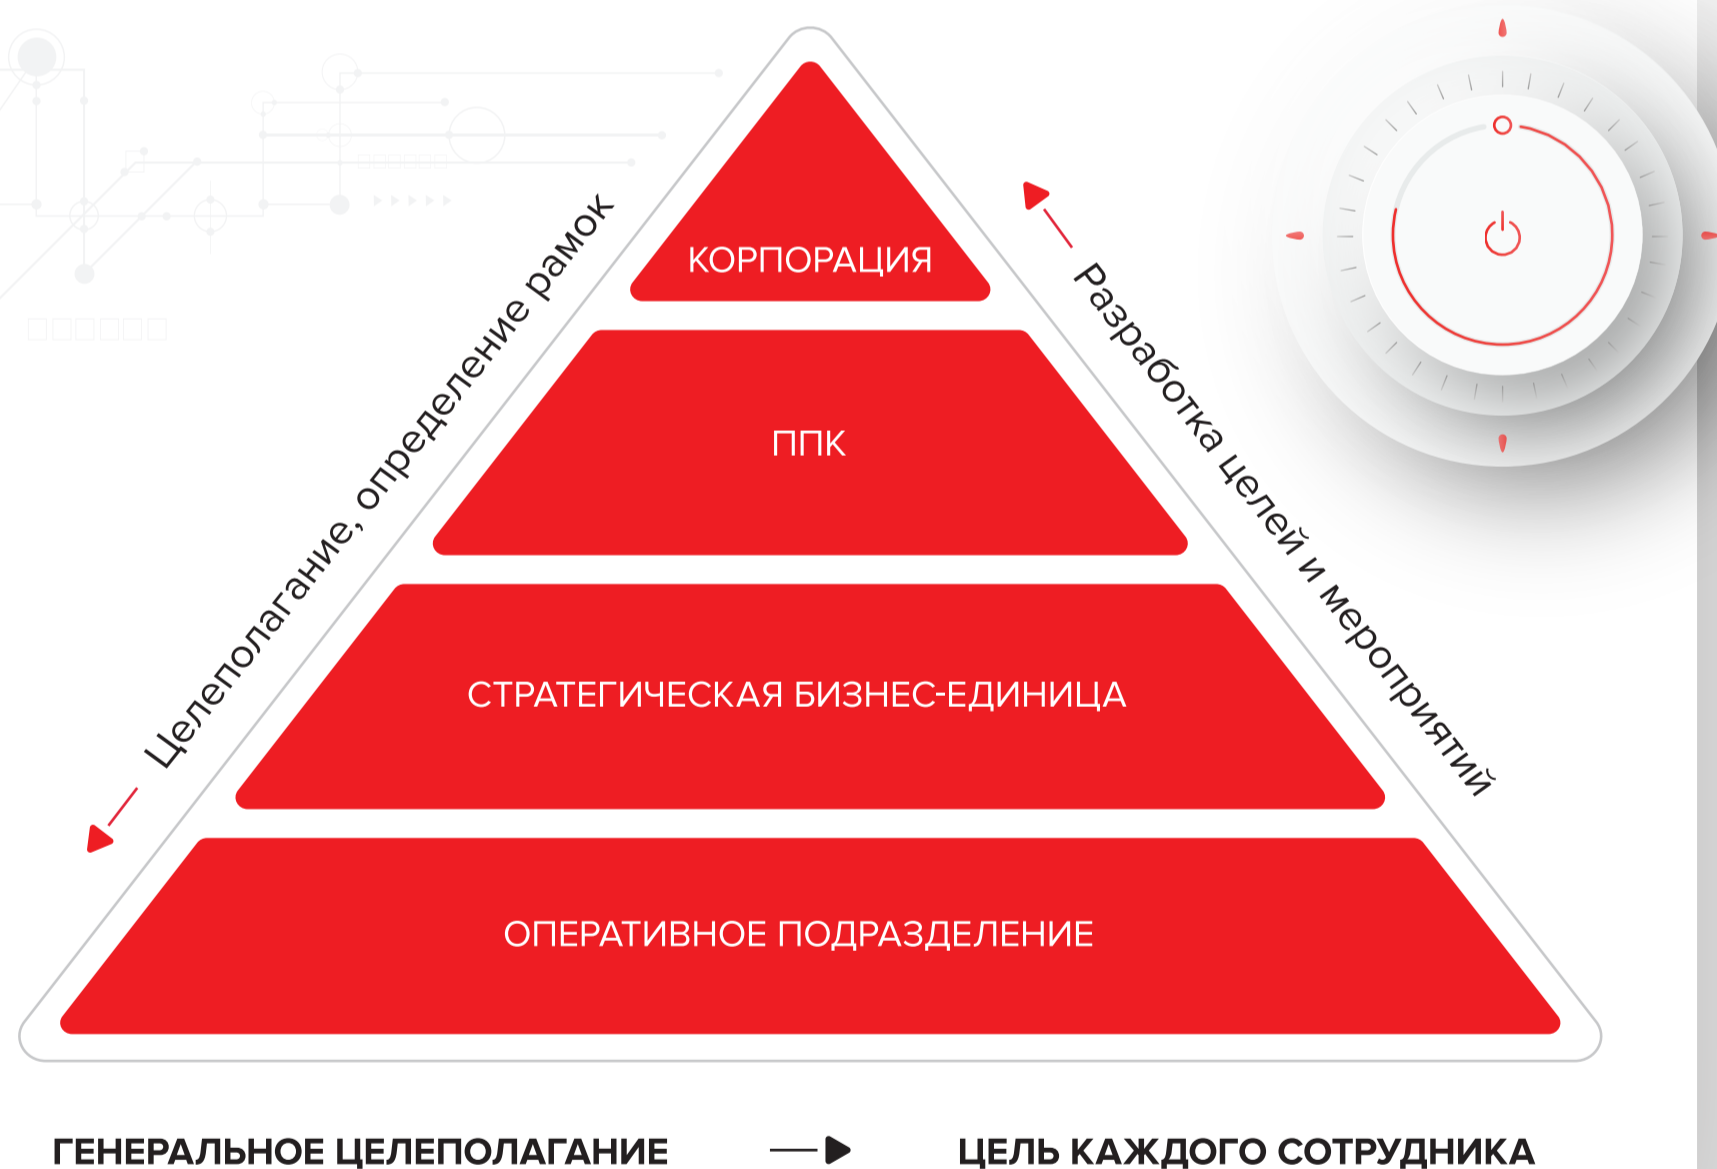 КОРПОРАЦИЯ
Целеполагание, определение рамок
Разработка целей и мероприятий
ППК
СТРАТЕГИЧЕСКАЯ БИЗНЕС-ЕДИНИЦА
ОПЕРАТИВНОЕ ПОДРАЗДЕЛЕНИЕ
ГЕНЕРАЛЬНОЕ ЦЕЛЕПОЛАГАНИЕ
ЦЕЛЬ КАЖДОГО СОТРУДНИКА